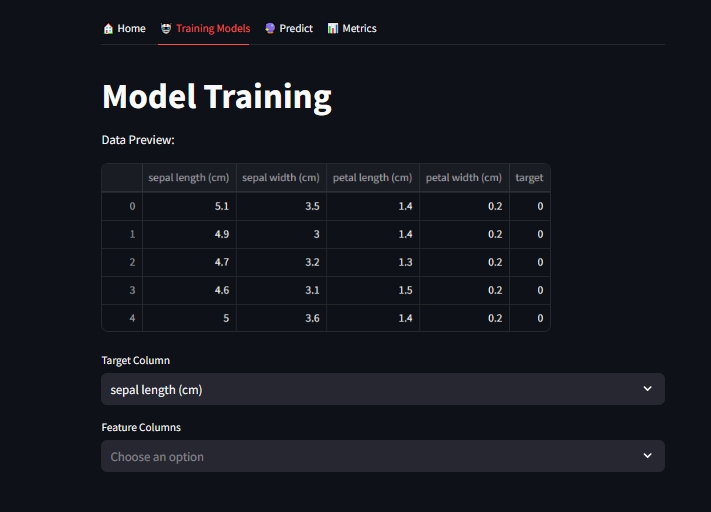 Home Training Models Predict Metrics
Model Training
Data Preview:
sepal length (cm) sepal width (cm) petal length (cm) petal width (cm) target
0 5.1 3.5 1.4 0.2 0
1 4.9 3 1.4 0.2 0
2 4.7 3.2 1.3 0.2 0
3 4.6 3.1 1.5 0.2 0
4 5 3.6 1.4 0.2 0
Target Column
sepal length (cm)
Feature Columns
Choose an option